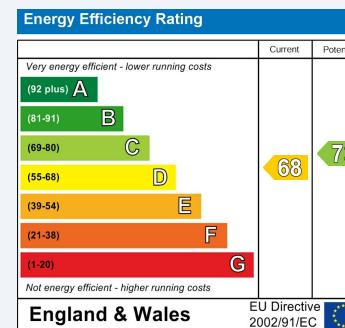 Energy Efficiency Rating
Current
Very energy efficient - lower running costs
(92 plus) A
(81-91) B
(69-80) C
(55-68) D
68
(39-54) E
(21-38) F
(1-20) G
Not energy efficient - higher running costs
England & Wales
EU Directive
2002/91/EC